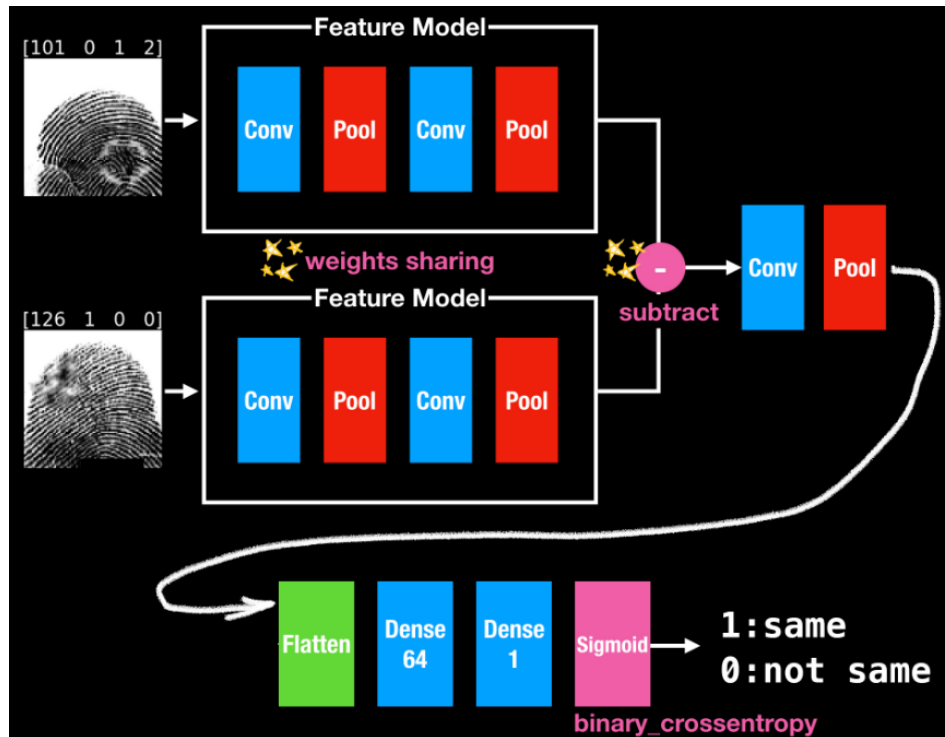 [101 0 1 2]
Feature Model
Conv
Pool
Conv
Pool
weights sharing
-
subtract
Conv
Pool
[126 1 0 0]
Feature Model
Conv
Pool
Conv
Pool
Flatten
Dense
64
Dense
1
Sigmoid
1:same
0:not same
binary_crossentropy